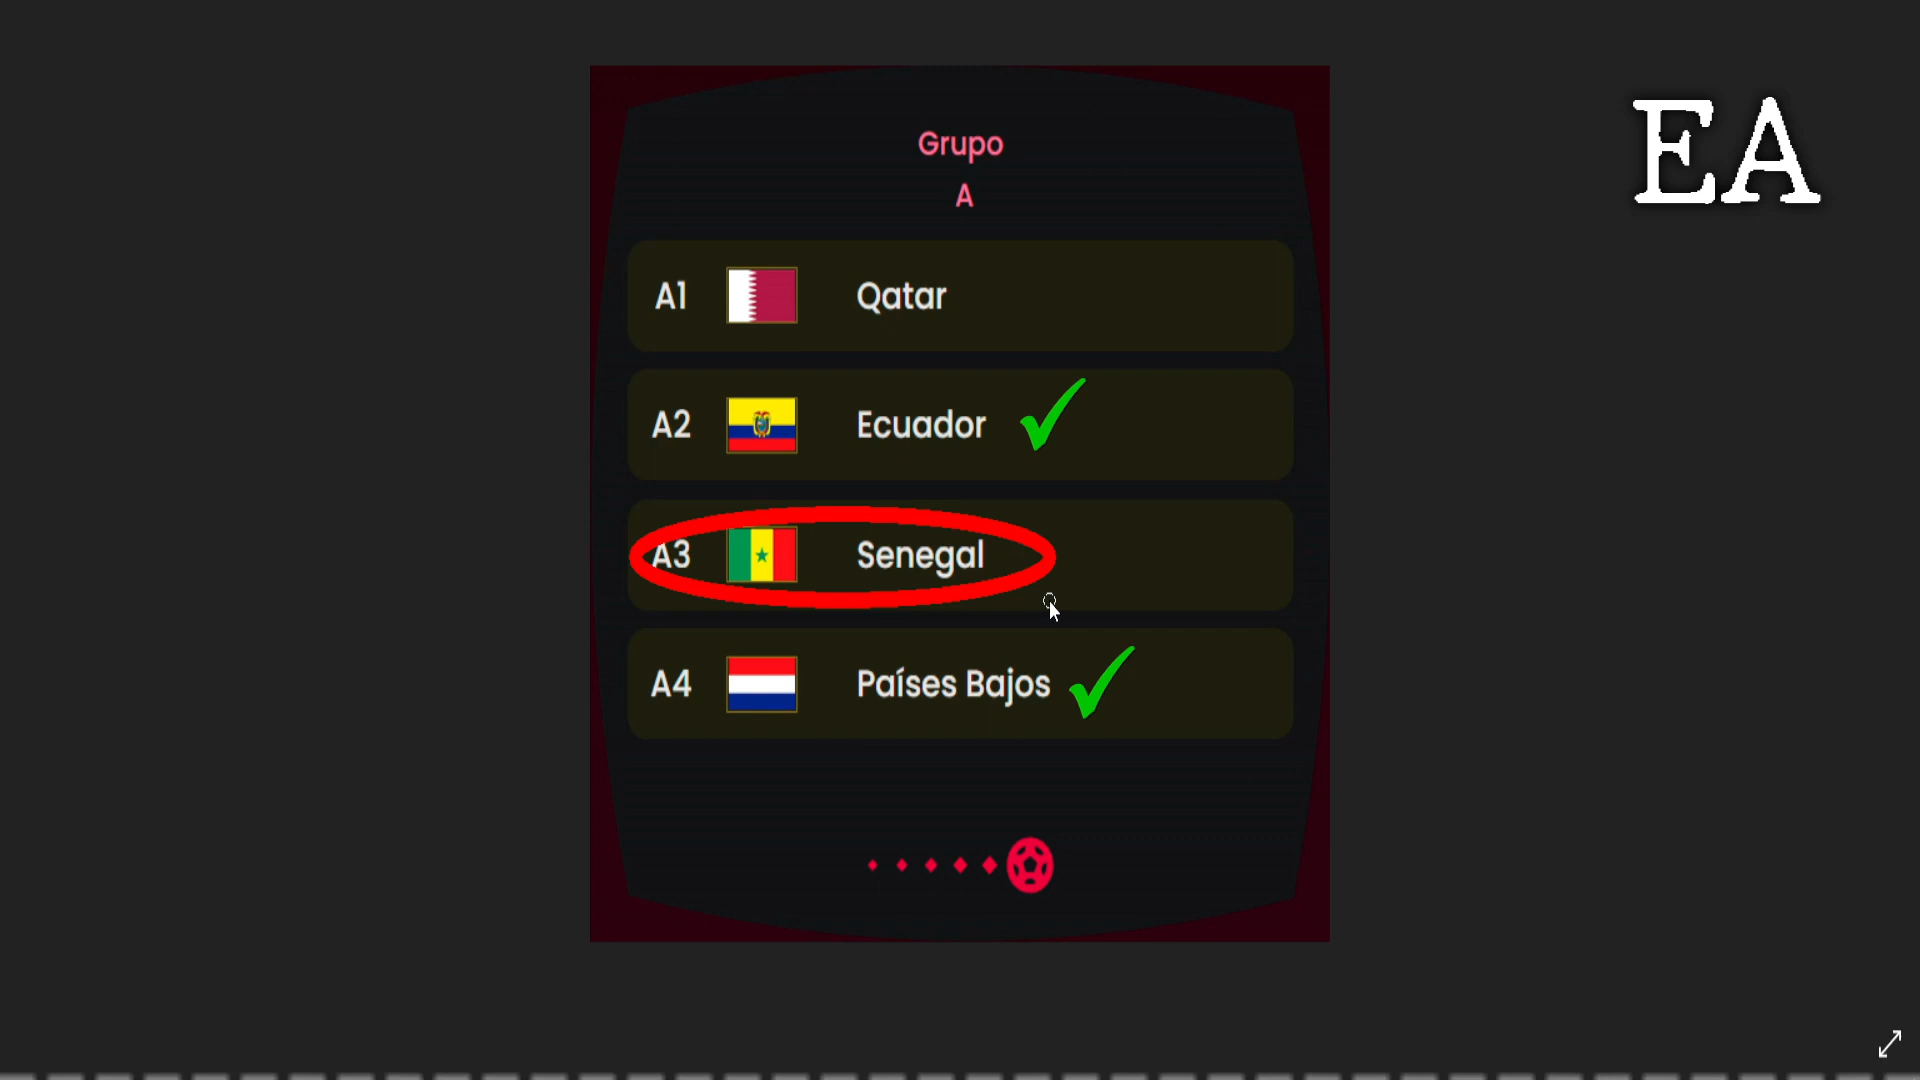 EA
Grupo
A
A1 Qatar
A2 Ecuador
A3 Senegal
A4 Países Bajos